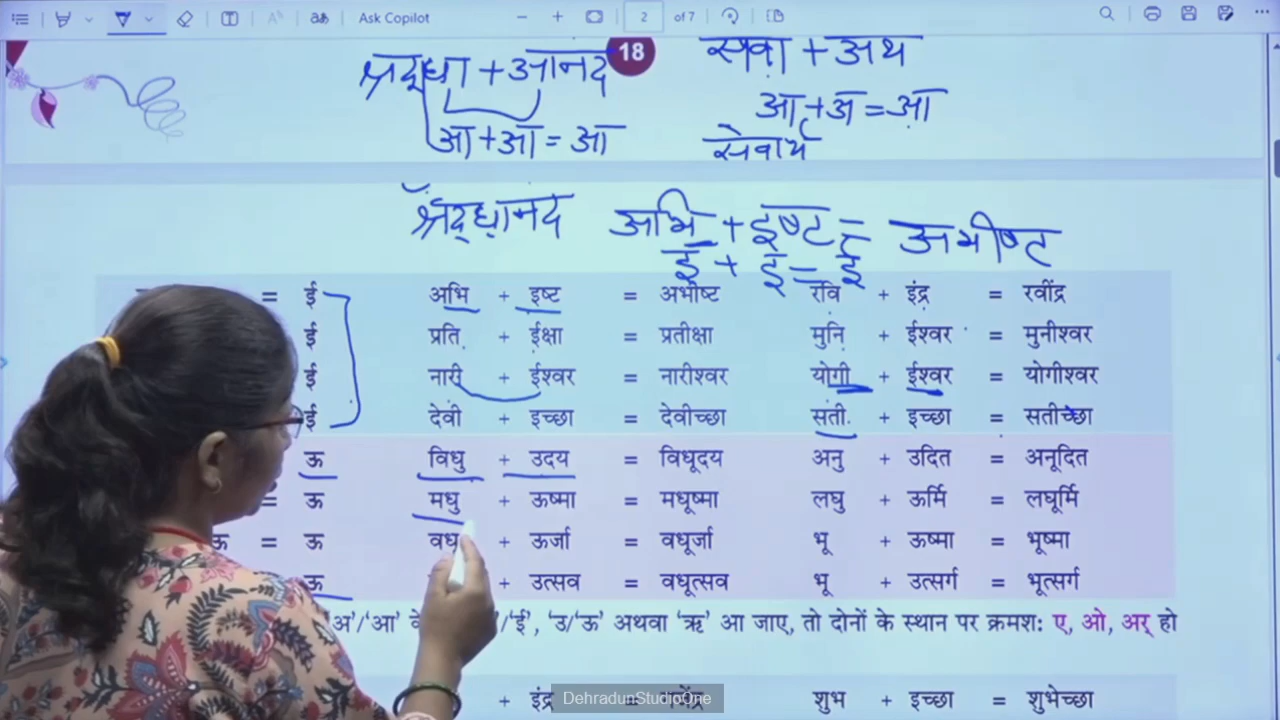 Ask Copilot 2 of 7
18
श्रद्धा + आनंद सेवा + अर्थ
आ + आ = आ आ + अ = आ
सेवार्थ
श्रद्धानंद अभि + इष्ट = अभीष्ट
इ + इ = ई
= ई अभि + इष्ट = अभीष्ट रवि + इंद्र = रवींद्र
ई प्रति + ईक्षा = प्रतीक्षा मुनि + ईश्वर = मुनीश्वर
ई नारी + ईश्वर = नारीश्वर योगी + ईश्वर = योगीश्वर
ई देवी + इच्छा = देवीच्छा सती + इच्छा = सतीच्छा
ऊ विधु + उदय = विधूदय अनु + उदित = अनूदित
= ऊ मधु + ऊष्मा = मधूष्मा लघु + ऊर्मि = लघूर्मि
ऊ = ऊ वधू + ऊर्जा = वधूर्जा भू + ऊष्मा = भूष्मा
ऊ + उत्सव = वधूत्सव भू + उत्सर्ग = भूत्सर्ग
'अ'/'आ' /'ई', 'उ/'ऊ' अथवा 'ऋ' आ जाए, तो दोनों के स्थान पर क्रमश: ए, ओ, अर् हो
+ इंद्र = शुभ + इच्छा = शुभेच्छा
DehradunStudioOne